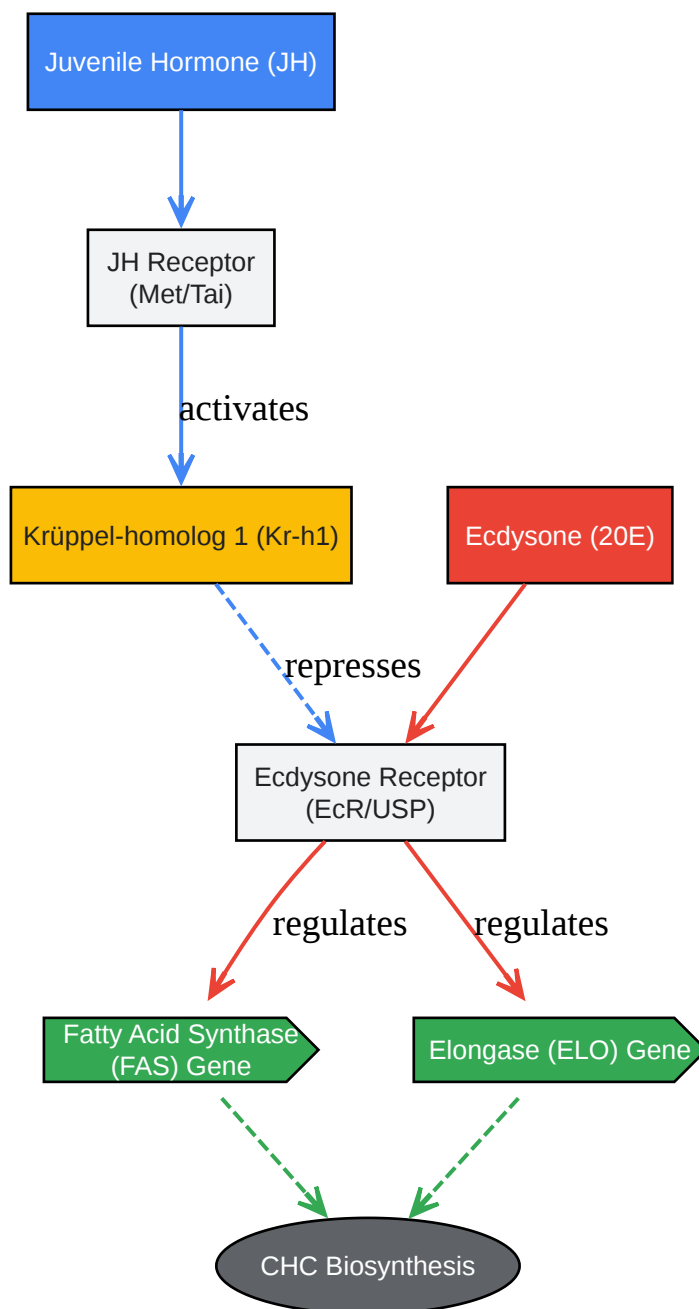 Juvenile Hormone (JH)
JH Receptor
(Met/Tai)
activates
Krüppel-homolog 1 (Kr-h1)
Ecdysone (20E)
represses
Ecdysone Receptor
(EcR/USP)
regulates
regulates
Fatty Acid Synthase
(FAS) Gene
Elongase (ELO) Gene
CHC Biosynthesis